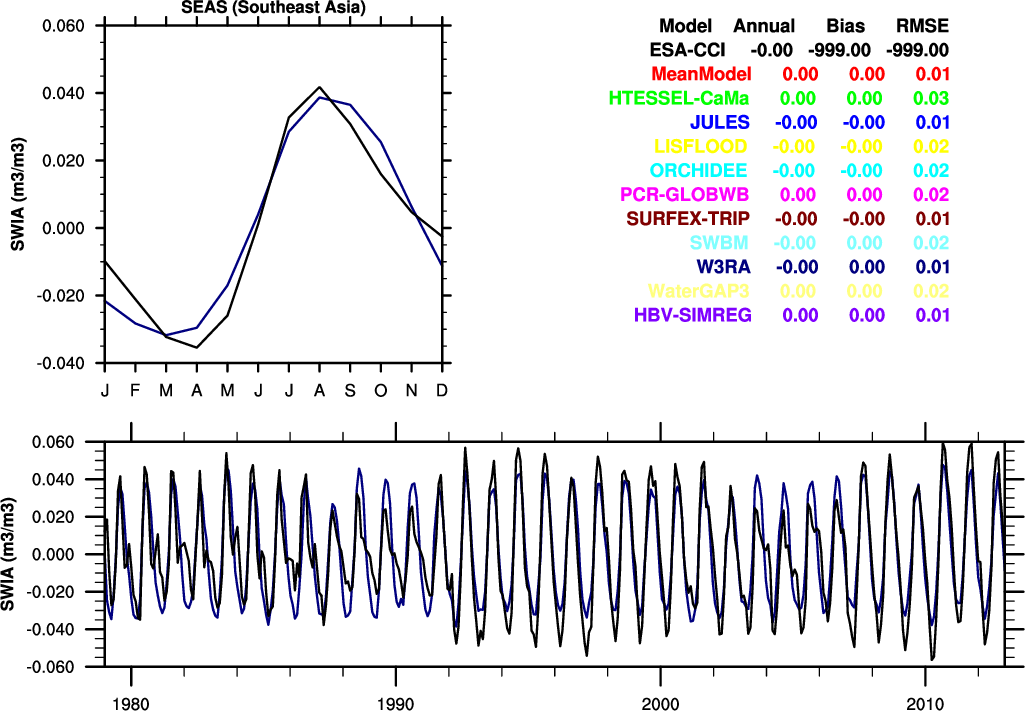 SEAS (Southeast Asia)
0.060
0.040
0.020
0.000
-0.020
-0.040
SWIA (m3/m3)
J F M A M J J A S O N D
Model Annual Bias RMSE
ESA-CCI -0.00 -999.00 -999.00
MeanModel 0.00 0.00 0.01
HTESSEL-CaMa 0.00 0.00 0.03
JULES -0.00 -0.00 0.01
LISFLOOD -0.00 -0.00 0.02
ORCHIDEE -0.00 -0.00 0.02
PCR-GLOBWB 0.00 0.00 0.02
SURFEX-TRIP -0.00 -0.00 0.01
SWBM -0.00 0.00 0.02
W3RA -0.00 0.00 0.01
WaterGAP3 0.00 0.00 0.02
HBV-SIMREG 0.00 0.00 0.01
0.060
0.040
0.020
0.000
-0.020
-0.040
-0.060
SWIA (m3/m3)
1980 1990 2000 2010